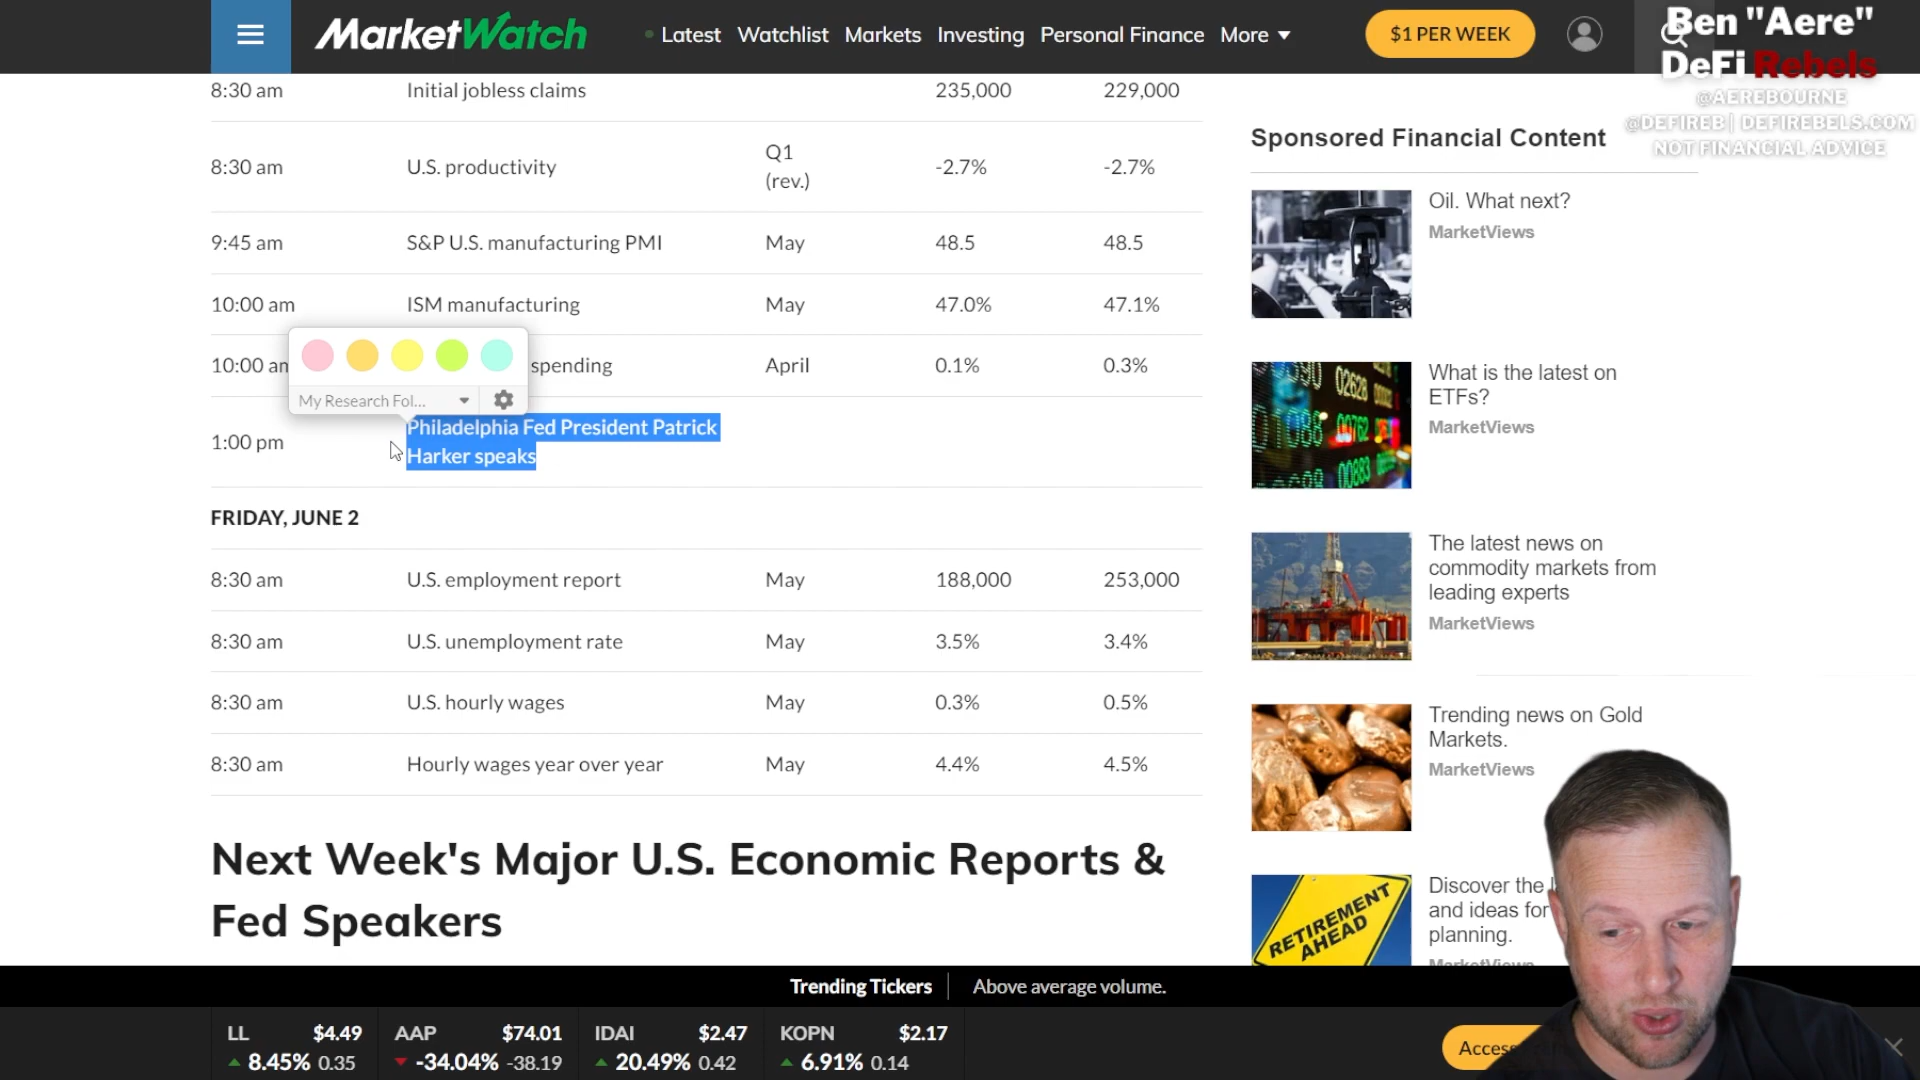 MarketWatch
Latest Watchlist Markets Investing Personal Finance More
$1 PER WEEK
Ben "Aere"
DeFi Rebels
@AEREBOURNE
@DEFIREB | DEFIREBELS.COM
NOT FINANCIAL ADVICE
8:30 am Initial jobless claims 235,000 229,000
8:30 am U.S. productivity Q1 (rev.) -2.7% -2.7%
9:45 am S&P U.S. manufacturing PMI May 48.5 48.5
10:00 am ISM manufacturing May 47.0% 47.1%
10:00 am spending April 0.1% 0.3%
My Research Fol...
1:00 pm Philadelphia Fed President Patrick
Harker speaks
FRIDAY, JUNE 2
8:30 am U.S. employment report May 188,000 253,000
8:30 am U.S. unemployment rate May 3.5% 3.4%
8:30 am U.S. hourly wages May 0.3% 0.5%
8:30 am Hourly wages year over year May 4.4% 4.5%
Next Week's Major U.S. Economic Reports &
Fed Speakers
Sponsored Financial Content
Oil. What next?
MarketViews
What is the latest on
ETFs?
MarketViews
The latest news on
commodity markets from
leading experts
MarketViews
Trending news on Gold
Markets.
MarketViews
RETIREMENT
AHEAD
Discover the
and ideas for
planning.
MarketViews
Trending Tickers Above average volume.
LL $4.49
8.45% 0.35
AAP $74.01
-34.04% -38.19
IDAI $2.47
20.49% 0.42
KOPN $2.17
6.91% 0.14